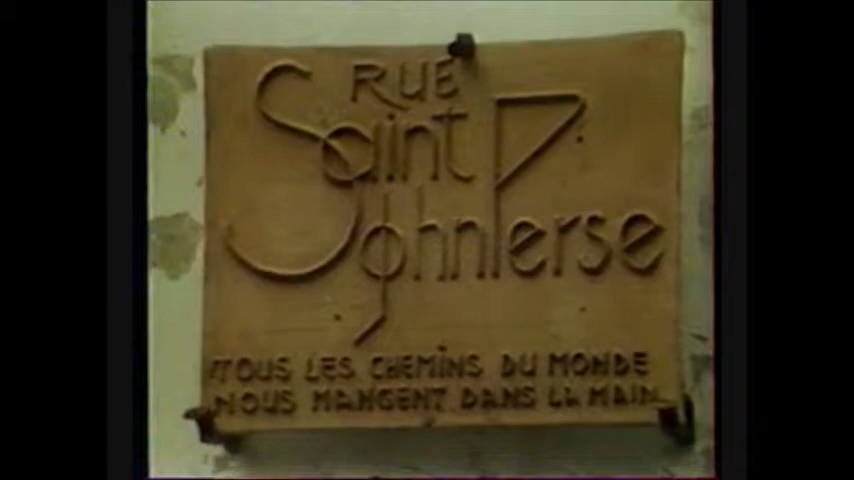 RUE
Saint
John Perse
"TOUS LES CHEMINS DU MONDE
NOUS MANGENT DANS LA MAIN"